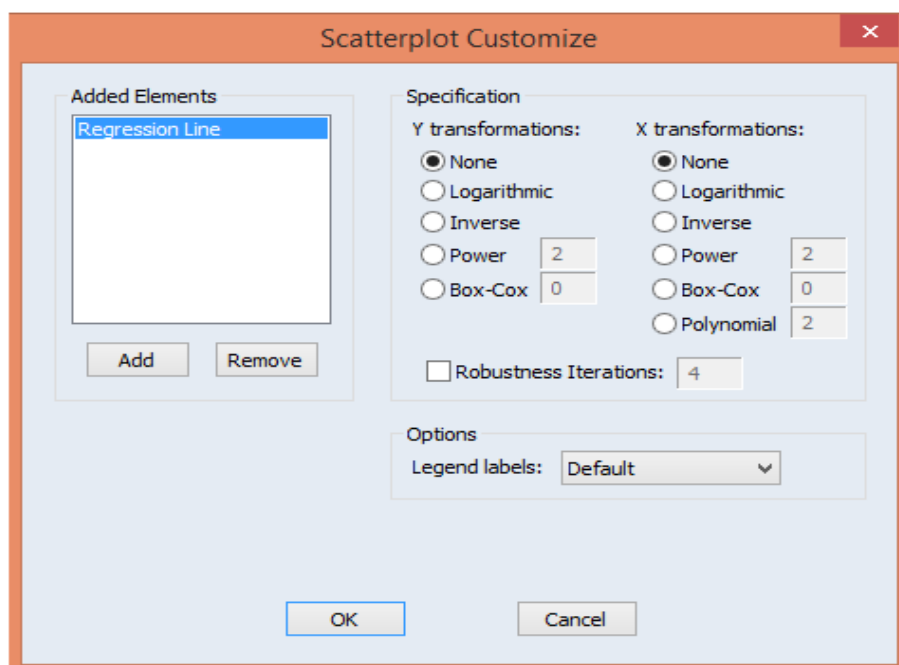 Scatterplot Customize
Added Elements
Regression Line
Add
Remove
Specification
Y transformations:
None
Logarithmic
Inverse
Power 2
Box-Cox 0
X transformations:
None
Logarithmic
Inverse
Power 2
Box-Cox 0
Polynomial 2
Robustness Iterations: 4
Options
Legend labels: Default
OK
Cancel